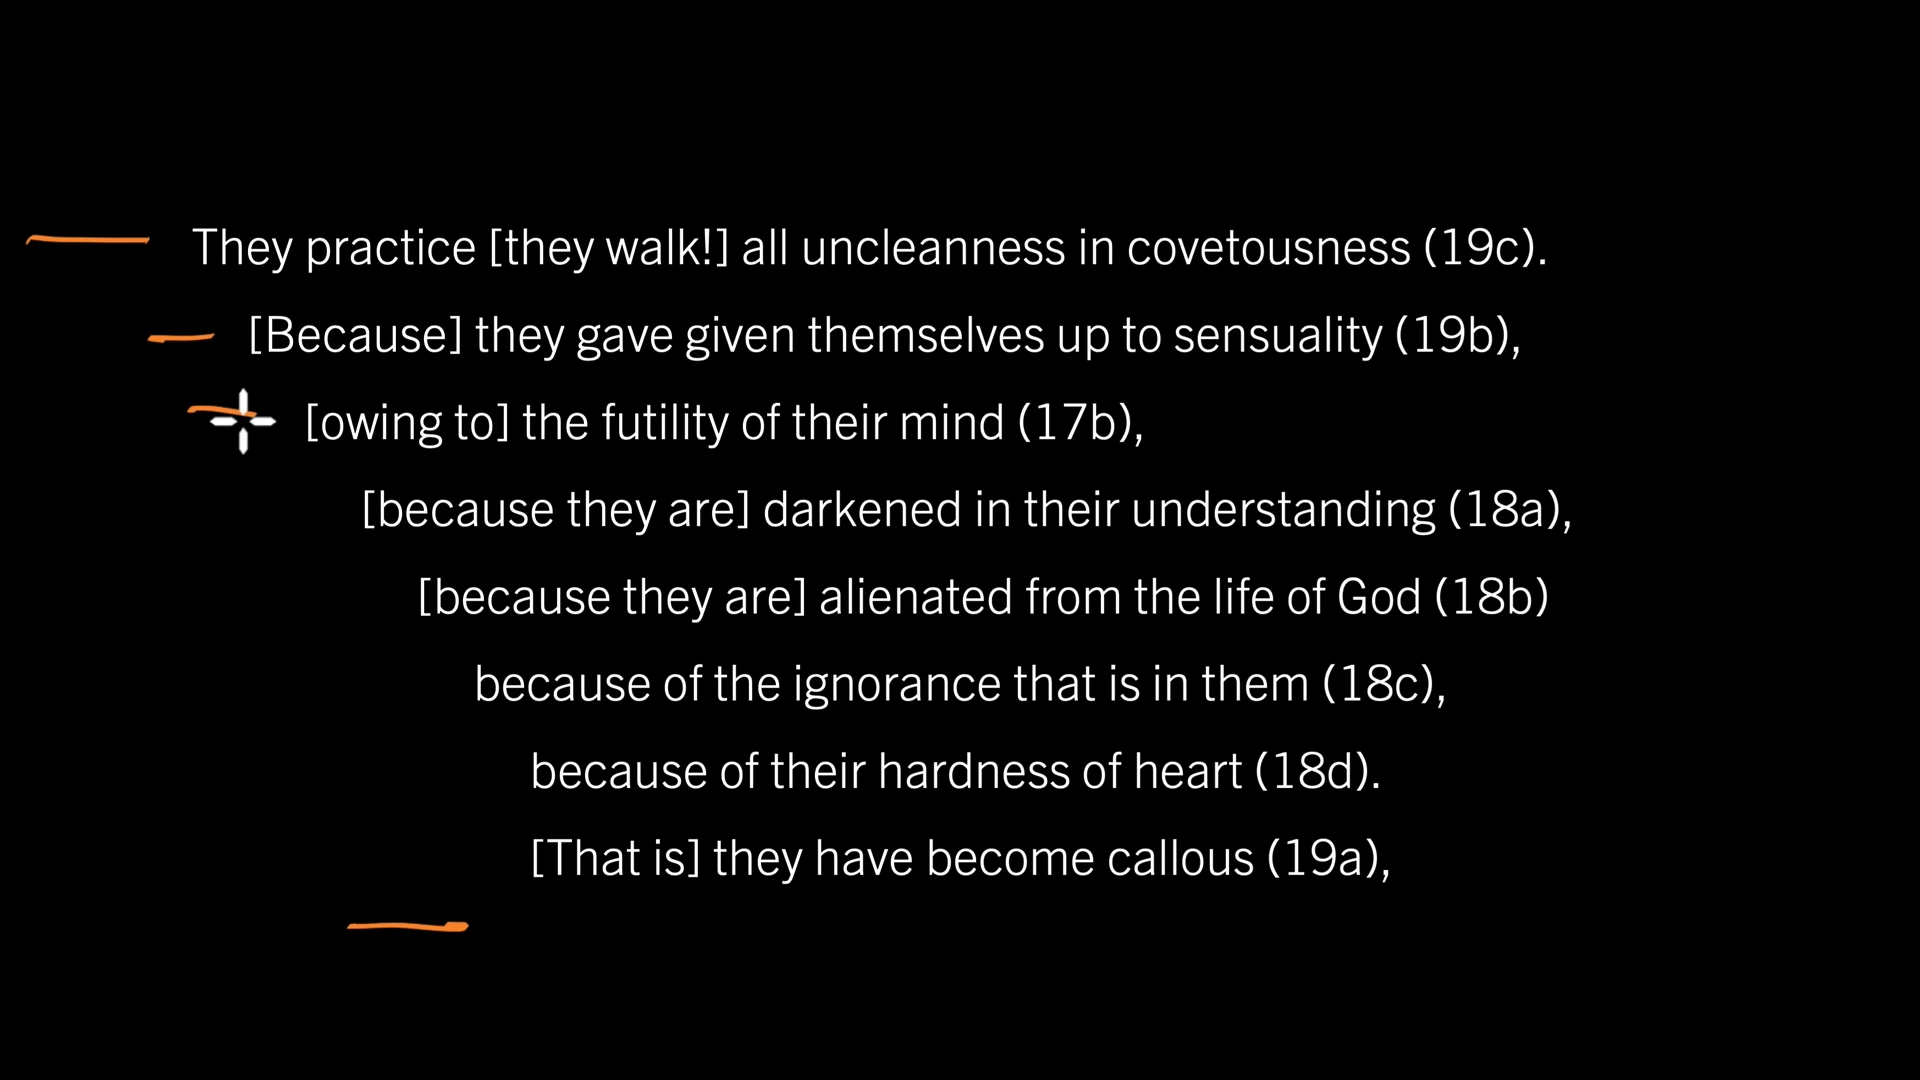 They practice [they walk!] all uncleanness in covetousness (19c).
[Because] they gave given themselves up to sensuality (19b),
[owing to] the futility of their mind (17b),
[because they are] darkened in their understanding (18a),
[because they are] alienated from the life of God (18b)
because of the ignorance that is in them (18c),
because of their hardness of heart (18d).
[That is] they have become callous (19a),